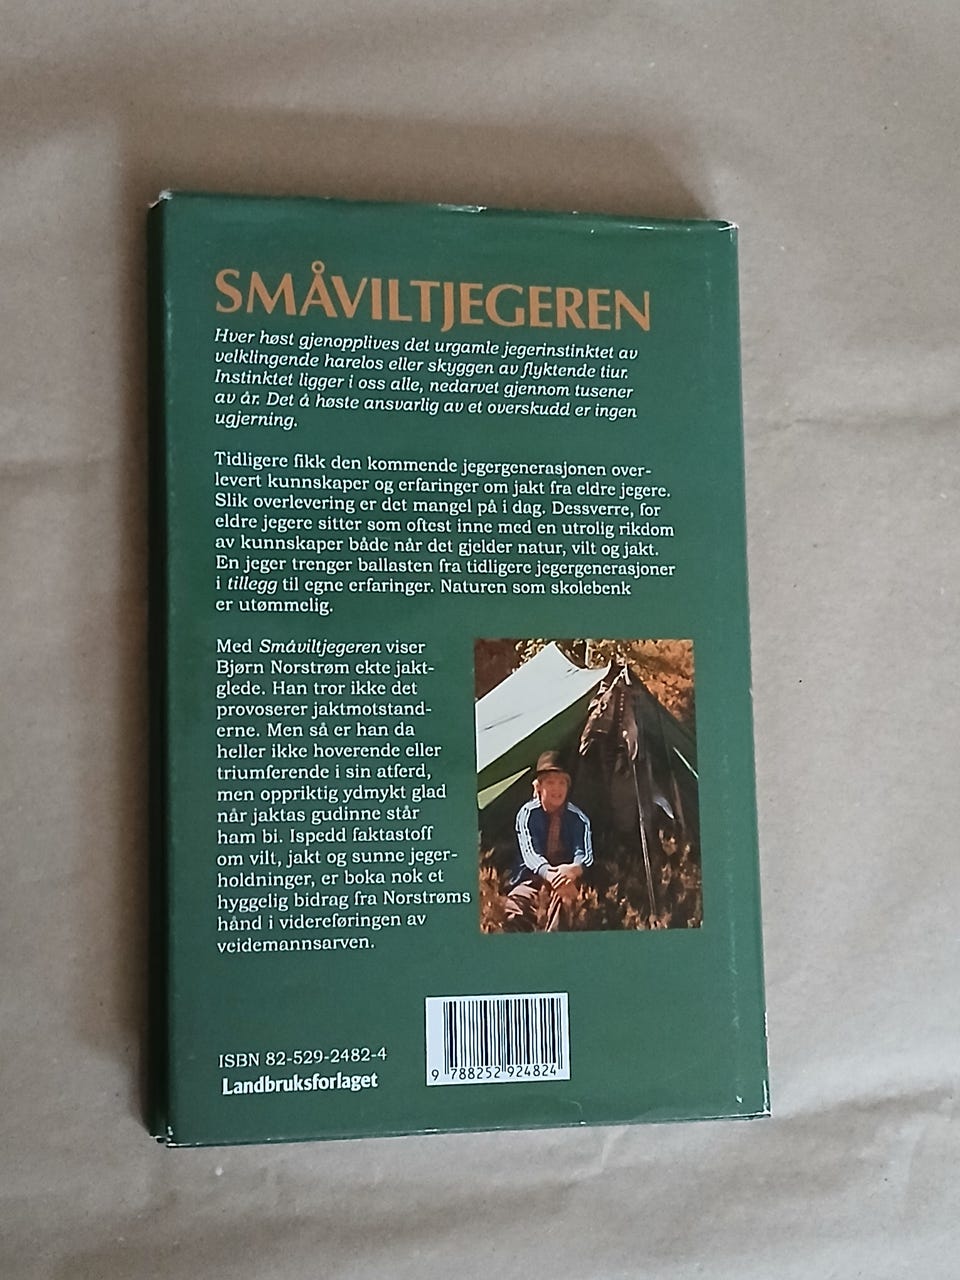 SMÅVILTJEGEREN
Hver høst gjenopplives det urgamle jegerinstinktet av
velklingende harelos eller skyggen av flyktende tiur.
Instinktet ligger i oss alle, nedarvet gjennom tusener
av år. Det å høste ansvarlig av et overskudd er ingen
ugjerning.
Tidligere fikk den kommende jegergenerasjonen over-
levert kunnskaper og erfaringer om jakt fra eldre jegere.
Slik overlevering er det mangel på i dag. Dessverre, for
eldre jegere sitter som oftest inne med en utrolig rikdom
av kunnskaper både når det gjelder natur, vilt og jakt.
En jeger trenger ballasten fra tidligere jegergenerasjoner
i tillegg til egne erfaringer. Naturen som skolebenk
er utømmelig.
Med Småviltjegeren viser
Bjørn Norstrøm ekte jakt-
glede. Han tror ikke det
provoserer jaktmotstand-
erne. Men så er han da
heller ikke hoverende eller
triumferende i sin atferd,
men oppriktig ydmykt glad
når jaktas gudinne står
ham bi. Ispedd faktastoff
om vilt, jakt og sunne jeger-
holdninger, er boka nok et
hyggelig bidrag fra Norstrøms
hånd i videreføringen av
veidemannsarven.
ISBN 82-529-2482-4
Landbruksforlaget
9 788252 924824